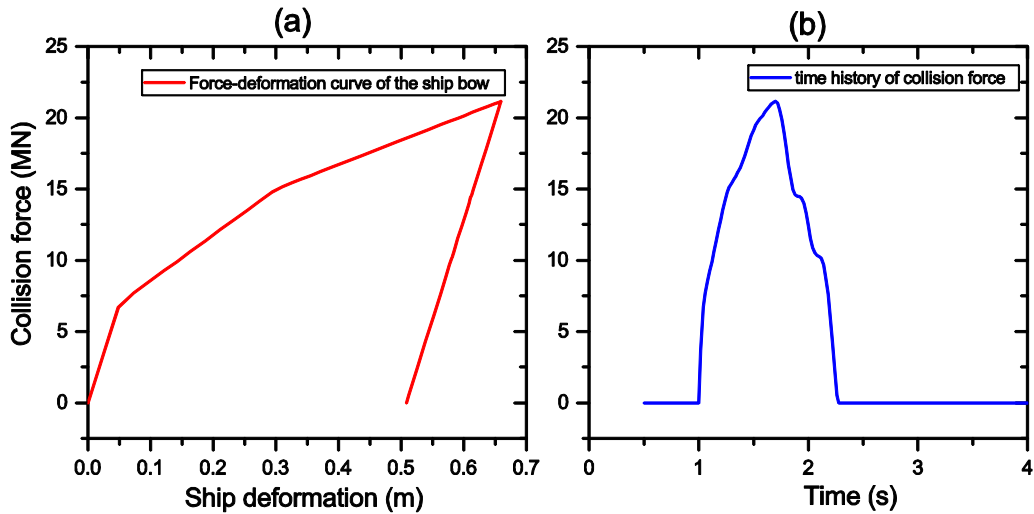 (a)
Force-deformation curve of the ship bow
Collision force (MN)
25
20
15
10
5
0
0.0 0.1 0.2 0.3 0.4 0.5 0.6 0.7
Ship deformation (m)
(b)
time history of collision force
25
20
15
10
5
0
0 1 2 3 4
Time (s)